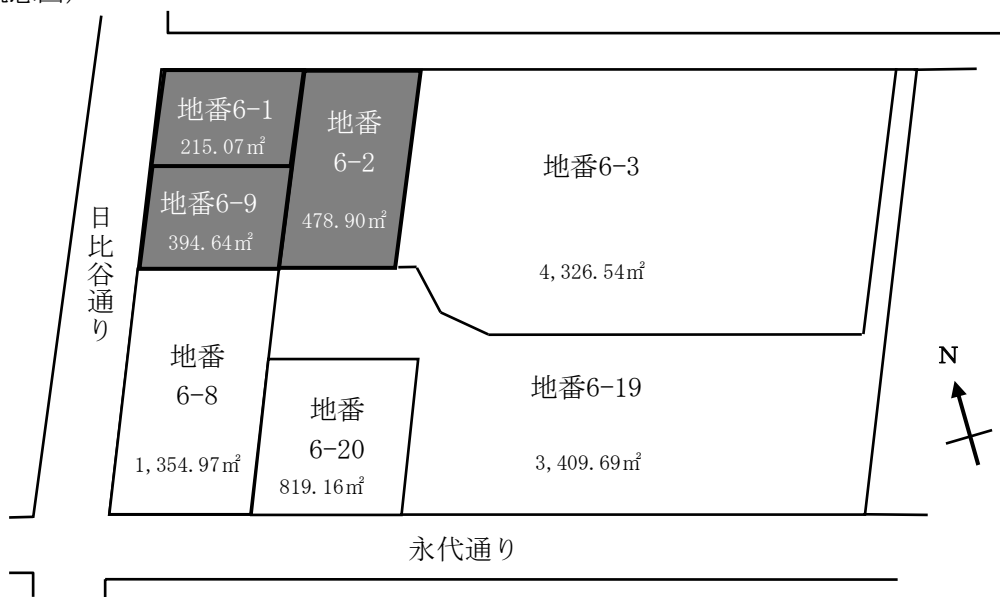 地番6-1
215.07㎡
地番
6-2
478.90㎡
地番6-9
394.64㎡
地番6-3
4,326.54㎡
日比谷通り
地番
6-8
1,354.97㎡
地番
6-20
819.16㎡
地番6-19
3,409.69㎡
N
永代通り